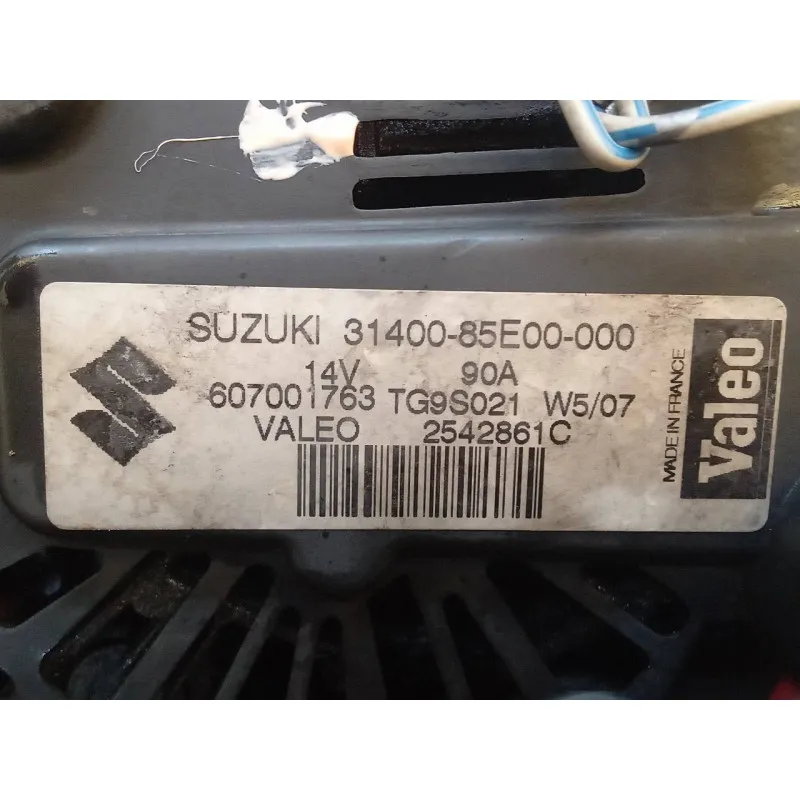 SUZUKI 31400-85E00-000
14V 90A
607001763 TG9S021 W5/07
VALEO 2542861C
MADE IN FRANCE
Valeo